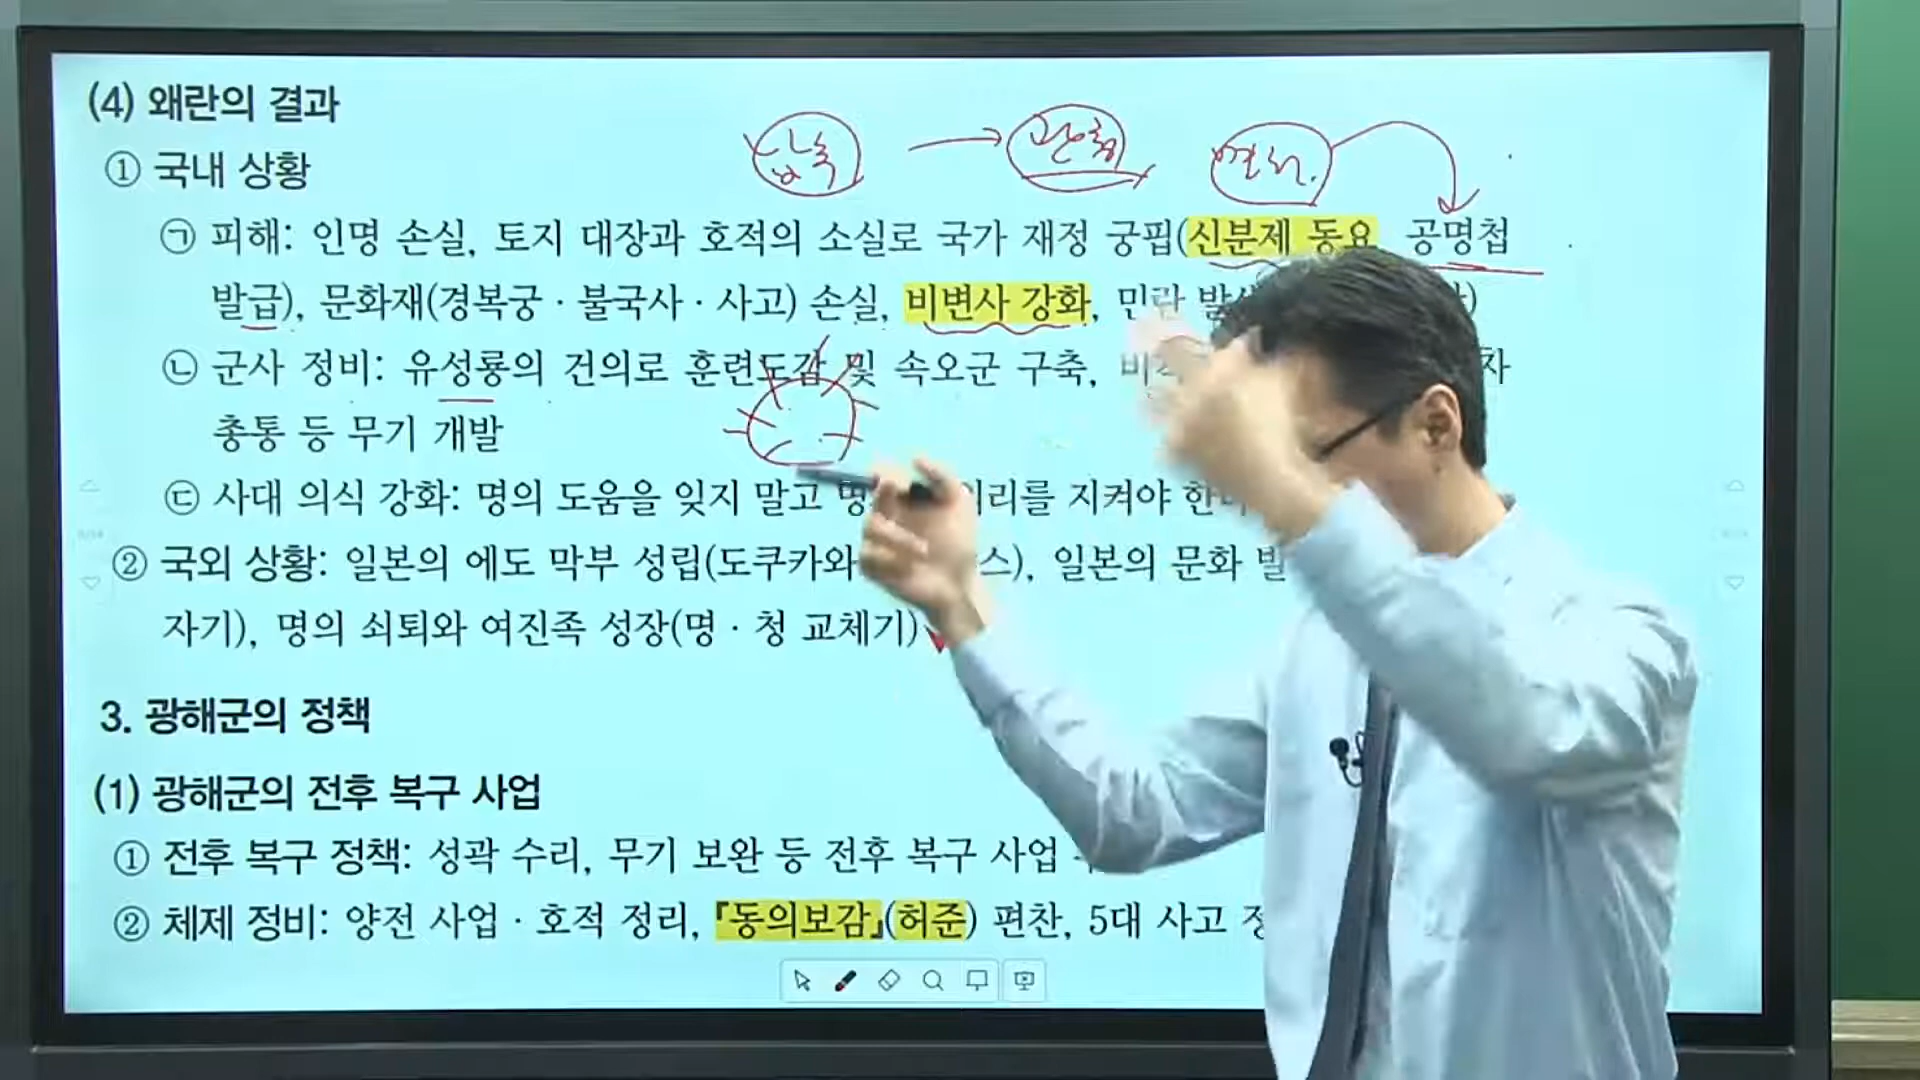 (4) 왜란의 결과
납속
관청
면천
① 국내 상황
㉠ 피해: 인명 손실, 토지 대장과 호적의 소실로 국가 재정 궁핍(신분제 동요 공명첩
발급), 문화재(경복궁·불국사·사고) 손실, 비변사 강화, 민란
㉡ 군사 정비: 유성룡의 건의로 훈련도감 및 속오군 구축,
총통 등 무기 개발
㉢ 사대 의식 강화: 명의 도움을 잊지 말고 지켜야
② 국외 상황: 일본의 에도 막부 성립(도쿠가와 스), 일본의 문화
자기), 명의 쇠퇴와 여진족 성장(명·청 교체기)
3. 광해군의 정책
(1) 광해군의 전후 복구 사업
① 전후 복구 정책: 성곽 수리, 무기 보완 등 전후 복구 사업
② 체제 정비: 양전 사업·호적 정리, 『동의보감』(허준) 편찬, 5대 사고